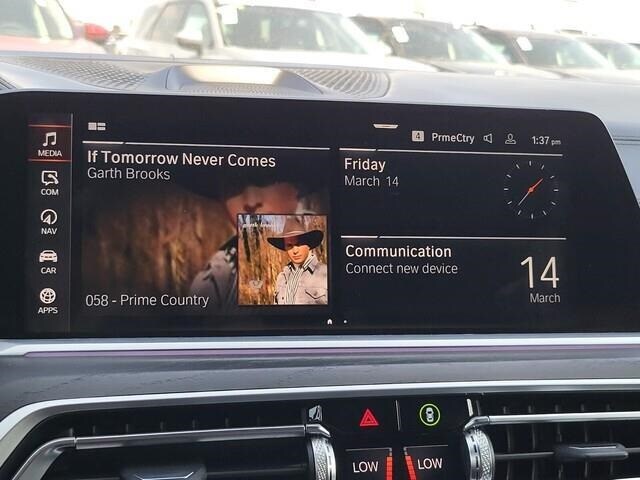 4 PrmeCtry 1:37 pm
MEDIA
COM
NAV
CAR
APPS
If Tomorrow Never Comes
Garth Brooks
058 - Prime Country
Friday
March 14
Communication
Connect new device
14
March
LOW
LOW